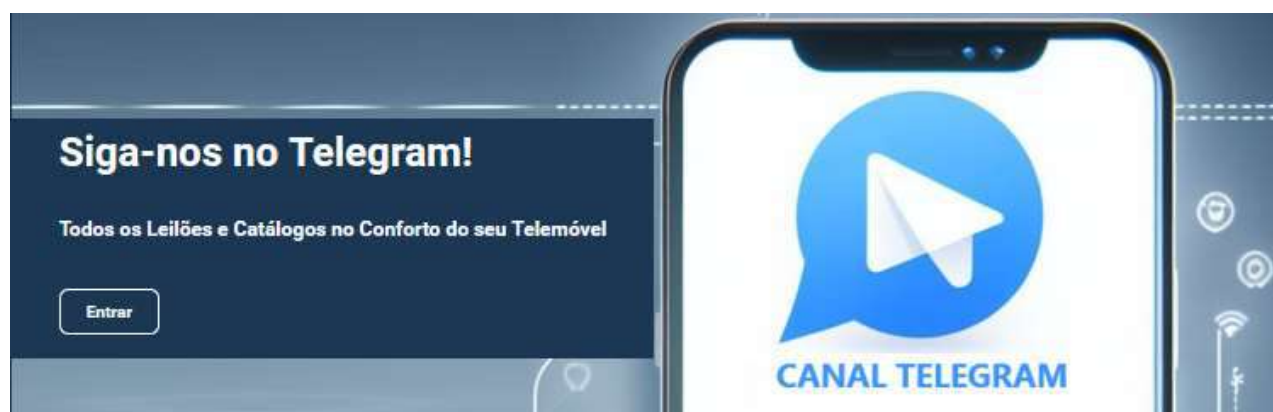 Siga-nos no Telegram!
Todos os Leilões e Catálogos no Conforto do seu Telemóvel
Entrar
CANAL TELEGRAM